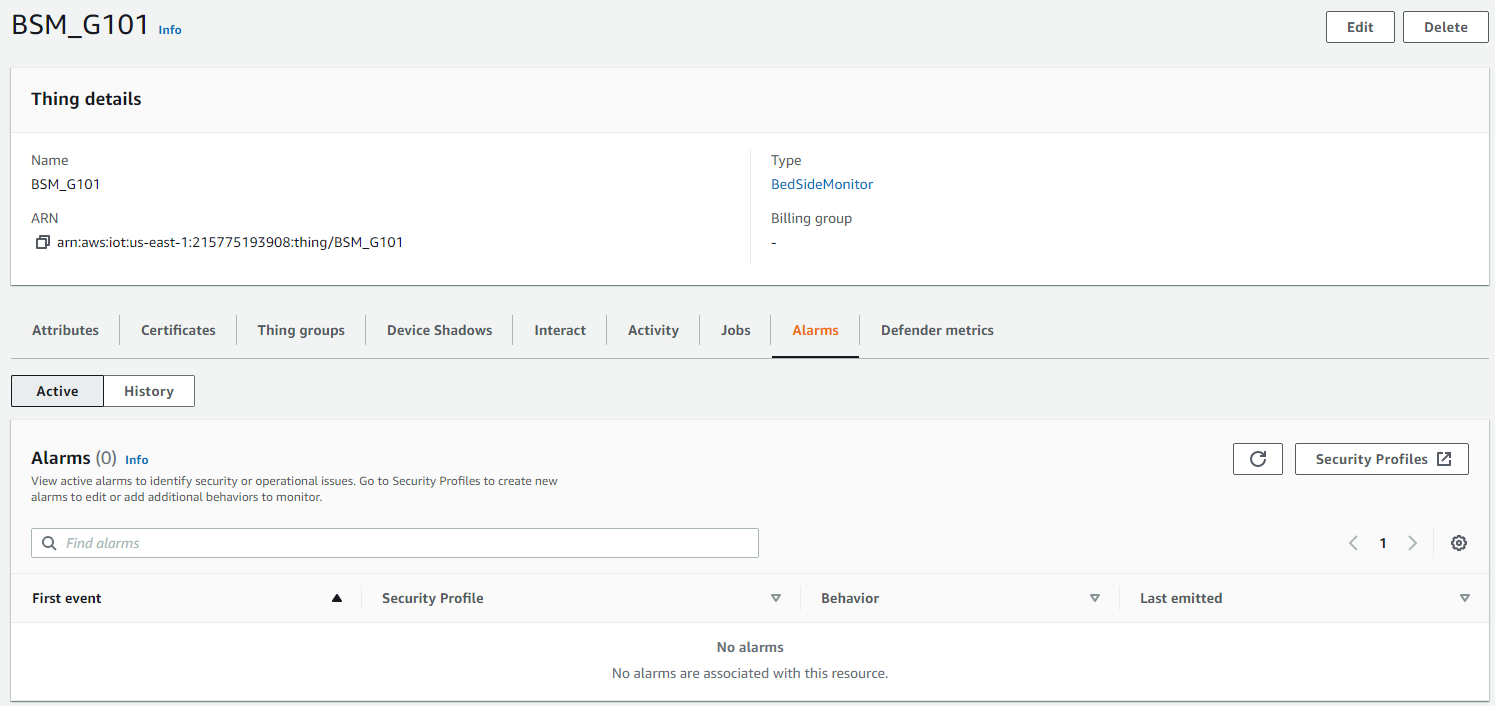 BSM_G101 Info
Edit
Delete
Thing details
Name
BSM_G101
ARN
arn:aws:iot:us-east-1:215775193908:thing/BSM_G101
Type
BedSideMonitor
Billing group
-
Attributes
Certificates
Thing groups
Device Shadows
Interact
Activity
Jobs
Alarms
Defender metrics
Active
History
Alarms (0) Info
View active alarms to identify security or operational issues. Go to Security Profiles to create new
alarms to edit or add additional behaviors to monitor.
Security Profiles
Find alarms
1
First event
Security Profile
Behavior
Last emitted
No alarms
No alarms are associated with this resource.